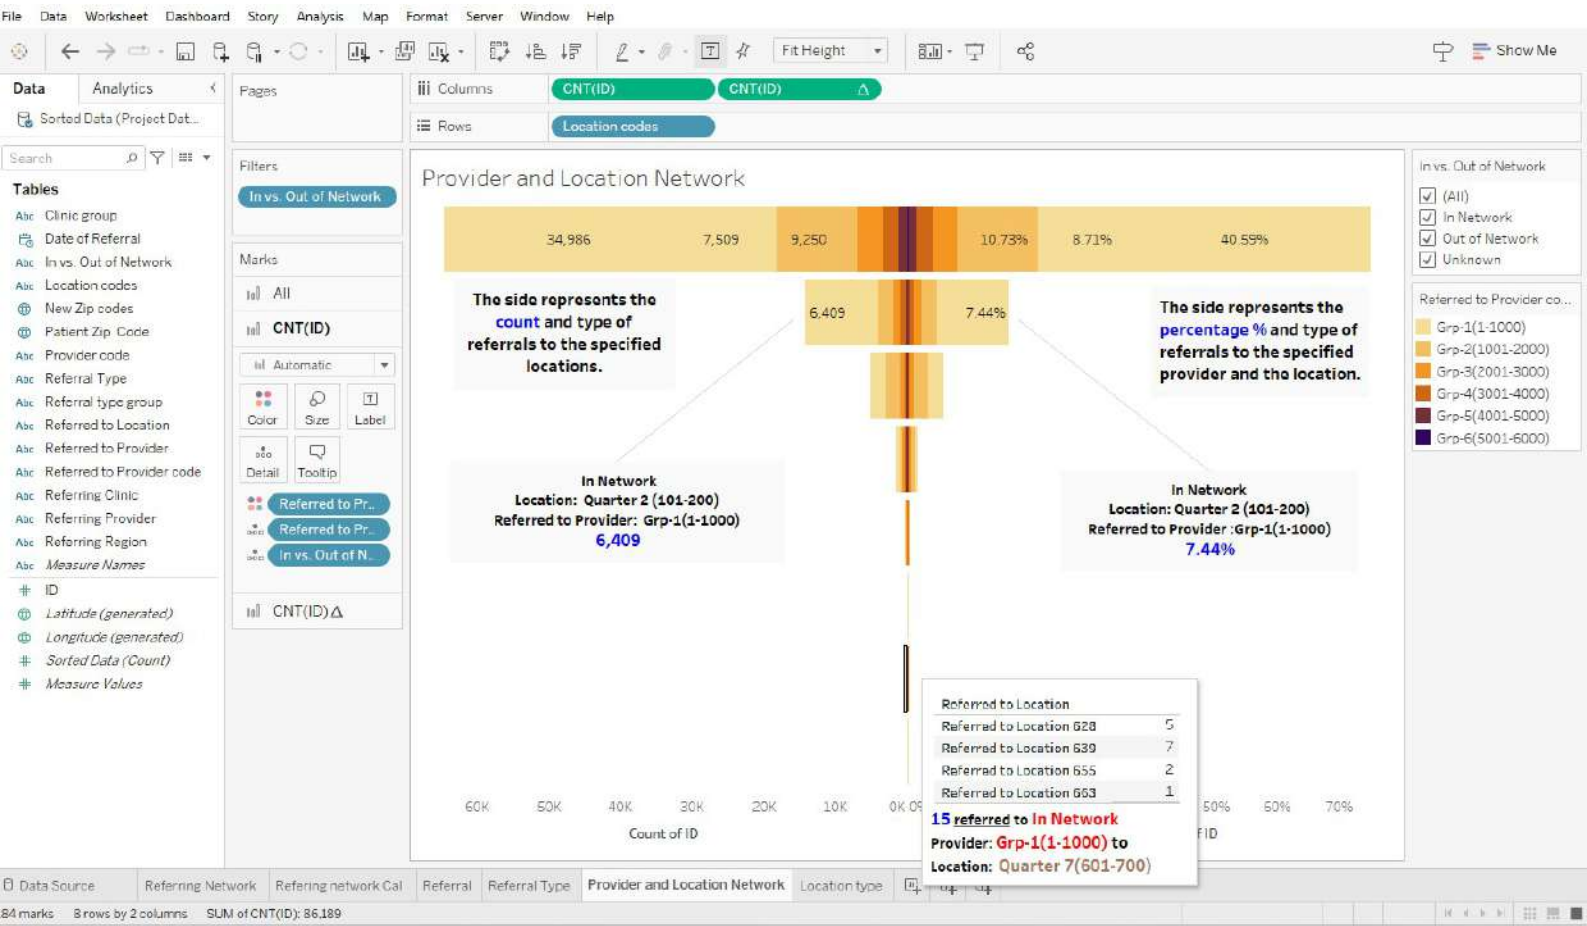 File Data Worksheet Dashboard Story Analysis Map Format Server Window Help
Fit Height
Show Me
Data Analytics
Sorted Data (Project Dat...
Search
Tables
Abc Clinic group
Date of Referral
Abc In vs. Out of Network
Abc Location codes
New Zip codes
Patient Zip Code
Abc Provider code
Abc Referral Type
Abc Referral type group
Abc Referred to Location
Abc Referred to Provider
Abc Referred to Provider code
Abc Referring Clinic
Abc Referring Provider
Abc Referring Region
Abc Measure Names
# ID
Latitude (generated)
Longitude (generated)
# Sorted Data (Count)
# Measure Values
Pages
Filters
In vs. Out of Network
Marks
All
CNT(ID)
Automatic
Color Size Label
Detail Tooltip
Referred to Pr..
Referred to Pr..
In vs. Out of N..
CNT(ID) Δ
Columns CNT(ID) CNT(ID) Δ
Rows Location codes
Provider and Location Network
34,986 7,509 9,250 10.73% 8.71% 40.59%
6,409 7.44%
The side represents the
count and type of
referrals to the specified
locations.
The side represents the
percentage % and type of
referrals to the specified
provider and the location.
In Network
Location: Quarter 2 (101-200)
Referred to Provider: Grp-1(1-1000)
6,409
In Network
Location: Quarter 2 (101-200)
Referred to Provider :Grp-1(1-1000)
7.44%
Referred to Location
Referred to Location 628 5
Referred to Location 639 7
Referred to Location 655 2
Referred to Location 663 1
15 referred to In Network
Provider: Grp-1(1-1000) to
Location: Quarter 7(601-700)
60K 50K 40K 30K 20K 10K 0K 50% 60% 70%
Count of ID
f ID
In vs. Out of Network
(All)
In Network
Out of Network
Unknown
Referred to Provider co...
Grp-1(1-1000)
Grp-2(1001-2000)
Grp-3(2001-3000)
Grp-4(3001-4000)
Grp-5(4001-5000)
Grp-6(5001-6000)
Data Source Referring Network Refering network Cal Referral Referral Type Provider and Location Network Location type
84 marks 8 rows by 2 columns SUM of CNT(ID): 86,189